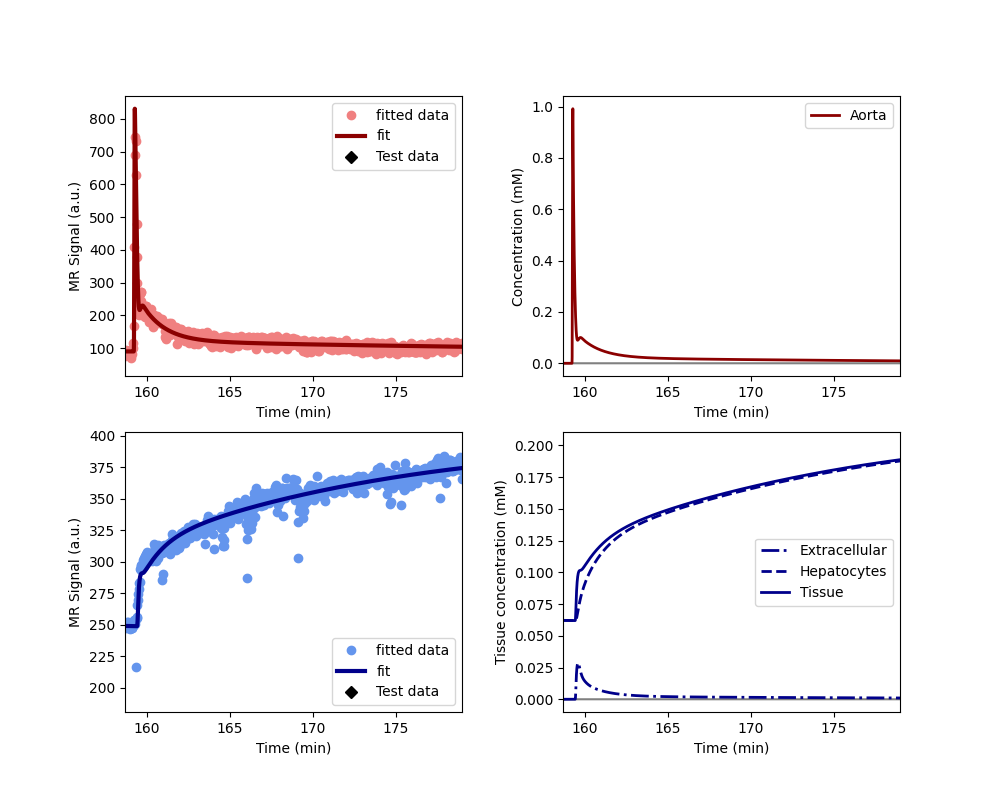 800
700
600
500
400
300
200
100
MR Signal (a.u.)
fitted data
fit
Test data
160 165 170 175
Time (min)
1.0
0.8
0.6
0.4
0.2
0.0
Concentration (mM)
Aorta
160 165 170 175
Time (min)
400
375
350
325
300
275
250
225
200
MR Signal (a.u.)
fitted data
fit
Test data
160 165 170 175
Time (min)
0.200
0.175
0.150
0.125
0.100
0.075
0.050
0.025
0.000
Tissue concentration (mM)
Extracellular
Hepatocytes
Tissue
160 165 170 175
Time (min)